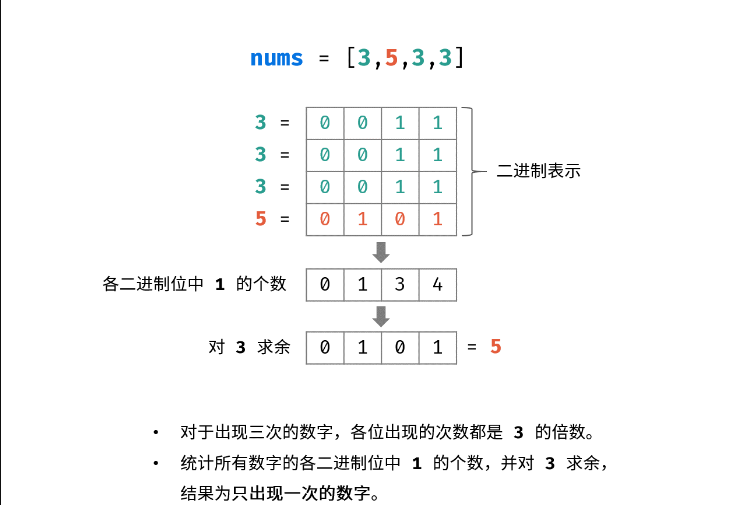 nums = [3,5,3,3]
3 = 0 0 1 1
3 = 0 0 1 1
二进制表示
3 = 0 0 1 1
5 = 0 1 0 1
各二进制位中 1 的个数 0 1 3 4
对 3 求余 0 1 0 1 = 5
• 对于出现三次的数字，各位出现的次数都是 3 的倍数。
• 统计所有数字的各二进制位中 1 的个数，并对 3 求余，
结果为只出现一次的数字。